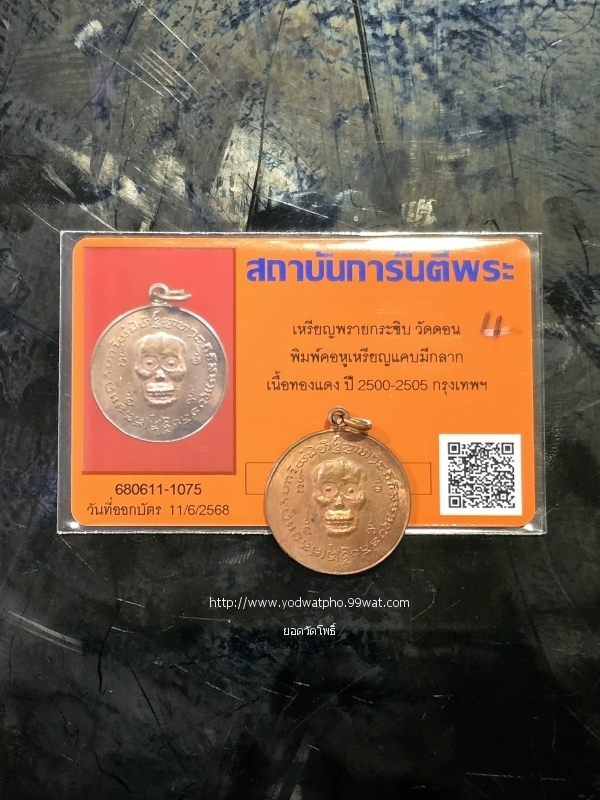 สถาบันการันตีพระ
เหรียญพรายกระซิบ วัดดอน
พิมพ์คอหูเหรียญแคบมีกลาก
เนื้อทองแดง ปี 2500-2505 กรุงเทพฯ
680611-1075
วันที่ออกบัตร 11/6/2568
http://www.yodwatpho.99wat.com
ยอดวัดโพธิ์